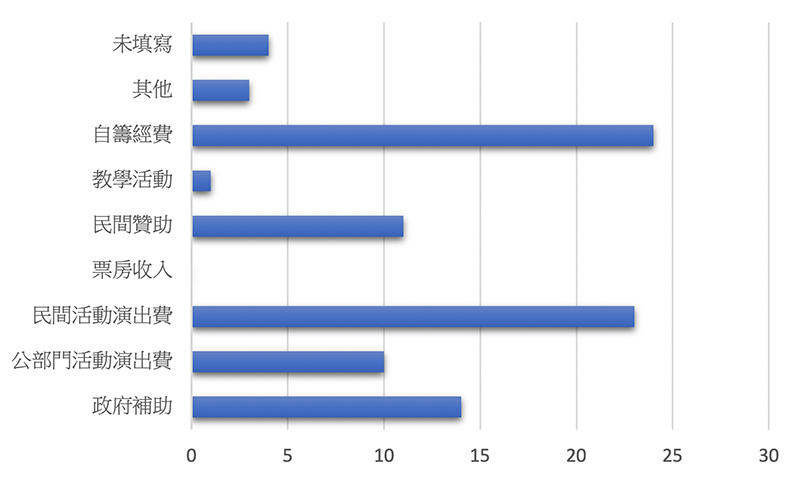 未填寫
其他
自籌經費
教學活動
民間贊助
票房收入
民間活動演出費
公部門活動演出費
政府補助
0 5 10 15 20 25 30